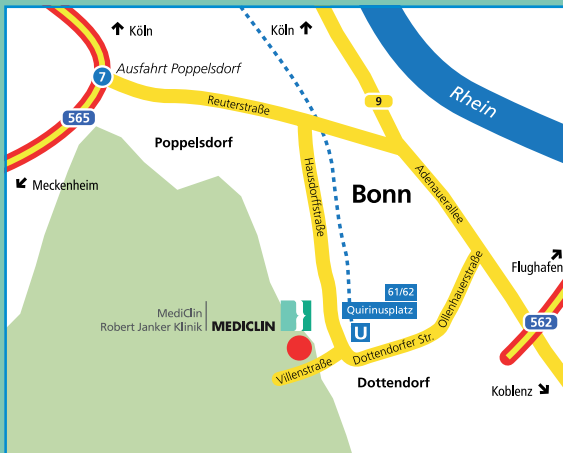 Köln
Köln
Ausfahrt Poppelsdorf
7
565
Reuterstraße
9
Rhein
Poppelsdorf
Hausdorffstraße
Meckenheim
Bonn
Adenauerallee
Flughafen
61/62
Quirinusplatz
U
Ollenhauerstraße
562
MediClin
Robert Janker Klinik
MEDICLIN
Dottendorfer Str.
Villenstraße
Dottendorf
Koblenz